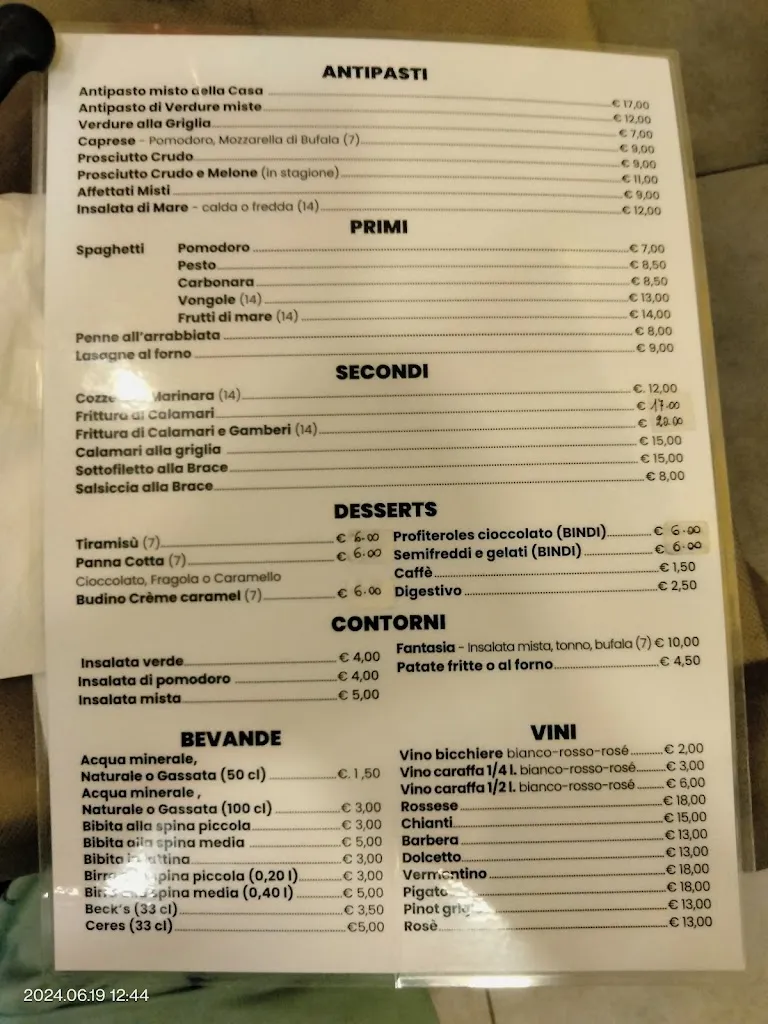 ANTIPASTI
Antipasto misto della Casa € 17,00
Antipasto di Verdure miste € 12,00
Verdure alla Griglia € 7,00
Caprese - Pomodoro, Mozzarella di Bufala (7) € 9,00
Prosciutto Crudo € 9,00
Prosciutto Crudo e Melone (in stagione) € 11,00
Affettati Misti € 9,00
Insalata di Mare - calda o fredda (14) € 12,00
PRIMI
Spaghetti Pomodoro € 7,00
Pesto € 8,50
Carbonara € 8,50
Vongole (14) € 13,00
Frutti di mare (14) € 14,00
Penne all'arrabbiata € 8,00
Lasagne al forno € 9,00
SECONDI
Cozze Marinara (14) €. 12,00
Frittura di Calamari € 17.00
Frittura di Calamari e Gamberi (14) € 20.00
Calamari alla griglia € 15,00
Sottofiletto alla Brace € 15,00
Salsiccia alla Brace € 8,00
DESSERTS
Tiramisù (7) € 6.00
Panna Cotta (7) € 6.00
Cioccolato, Fragola o Caramello
Budino Crème caramel (7) € 6.00
Profiteroles cioccolato (BINDI) € 6.00
Semifreddi e gelati (BINDI) € 6.00
Caffè € 1,50
Digestivo € 2,50
CONTORNI
Insalata verde € 4,00
Insalata di pomodoro € 4,00
Insalata mista € 5,00
Fantasia - Insalata mista, tonno, bufala (7) € 10,00
Patate fritte o al forno € 4,50
BEVANDE
Acqua minerale,
Naturale o Gassata (50 cl) €. 1,50
Acqua minerale ,
Naturale o Gassata (100 cl) € 3,00
Bibita alla spina piccola € 3,00
Bibita alla spina media € 5,00
Bibita in lattina € 3,00
Birra spina piccola (0,20 l) € 3,00
Birra spina media (0,40 l) € 5,00
Beck's (33 cl) € 3,50
Ceres (33 cl) €5,00
VINI
Vino bicchiere bianco-rosso-rosé € 2,00
Vino caraffa 1/4 l. bianco-rosso-rosé € 3,00
Vino caraffa 1/2 l. bianco-rosso-rosé € 6,00
Rossese € 18,00
Chianti € 15,00
Barbera € 13,00
Dolcetto € 13,00
Vermentino € 18,00
Pigato € 18,00
Pinot grigio € 13,00
Rosè € 13,00
2024.06.19 12:44